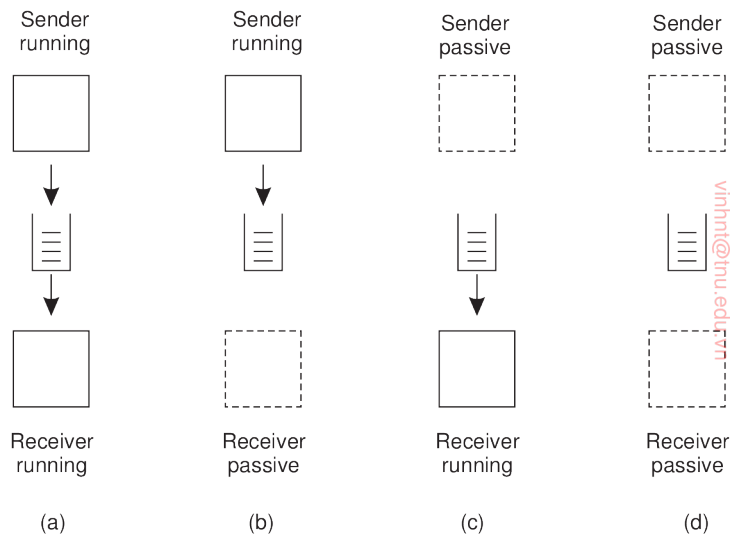 Sender
running
Sender
running
Sender
passive
Sender
passive
vinhnt@tnu.edu.vn
Receiver
running
Receiver
passive
Receiver
running
Receiver
passive
(a)
(b)
(c)
(d)